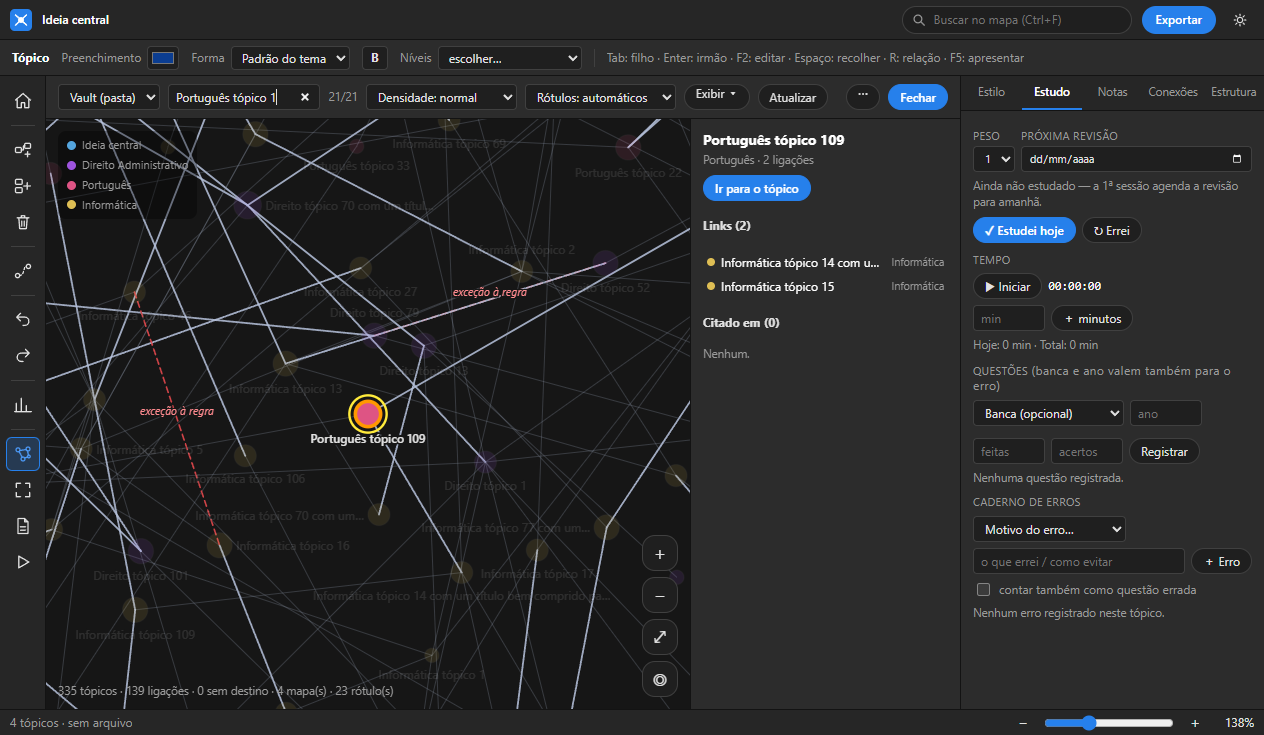 Ideia central
Buscar no mapa (Ctrl+F)
Exportar
Tópico
Preenchimento
Forma
Padrão do tema
B
Níveis
escolher...
Tab: filho · Enter: irmão · F2: editar · Espaço: recolher · R: relação · F5: apresentar
Vault (pasta)
Português tópico 1
21/21
Densidade: normal
Rótulos: automáticos
Exibir
Atualizar
Fechar
Ideia central
Direito Administrativo
Português
Informática
Informática tópico 69
Português tópico 33
Português tópico 22
Direito tópico 70 com um títul...
Informática tópico 2
Direito tópico 52
Informática tópico 27
exceção à regra
Informática tópico 13
exceção à regra
Português tópico 109
Informática tópico 5
Informática tópico 106
Direito tópico 1
Informática tópico 70 com um...
Informática tópico 77 com um...
Informática tópico 16
Direito tópico 101
Informática tópico 17
Informática tópico 14 com um título bem comprido pa...
Informática tópico 109
Informática tópico 1
335 tópicos · 139 ligações · 0 sem destino · 4 mapa(s) · 23 rótulo(s)
Português tópico 109
Português · 2 ligações
Ir para o tópico
Links (2)
Informática tópico 14 com u...
Informática
Informática tópico 15
Informática
Citado em (0)
Nenhum.
Estilo
Estudo
Notas
Conexões
Estrutura
PESO
PRÓXIMA REVISÃO
1
dd/mm/aaaa
Ainda não estudado — a 1ª sessão agenda a revisão
para amanhã.
✓ Estudei hoje
↻ Errei
TEMPO
▶ Iniciar
00:00:00
min
+ minutos
Hoje: 0 min · Total: 0 min
QUESTÕES (banca e ano valem também para o
erro)
Banca (opcional)
ano
feitas
acertos
Registrar
Nenhuma questão registrada.
CADERNO DE ERROS
Motivo do erro...
o que errei / como evitar
+ Erro
contar também como questão errada
Nenhum erro registrado neste tópico.
4 tópicos · sem arquivo
138%